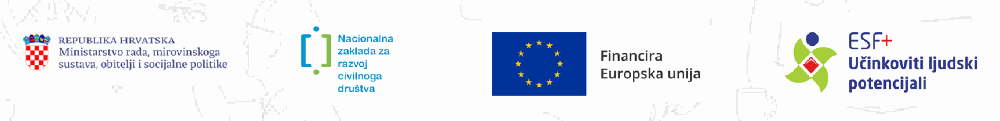 REPUBLIKA HRVATSKA
Ministarstvo rada, mirovinskoga
sustava, obitelji i socijalne politike
Nacionalna
zaklada za
razvoj
civilnoga
društva
Financira
Europska unija
ESF+
Učinkoviti ljudski
potencijali